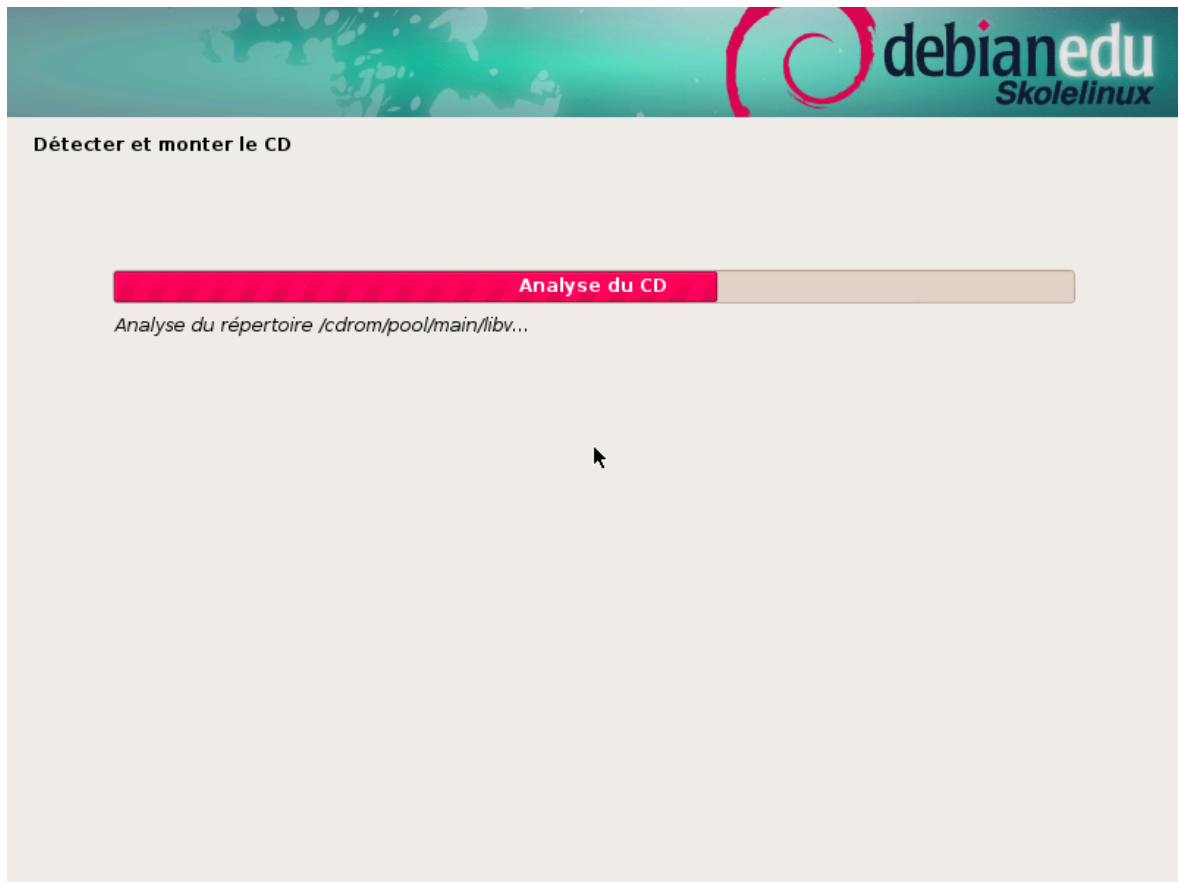 debianedu
Skolelinux
Détecter et monter le CD
Analyse du CD
Analyse du répertoire /cdrom/pool/main/libv...